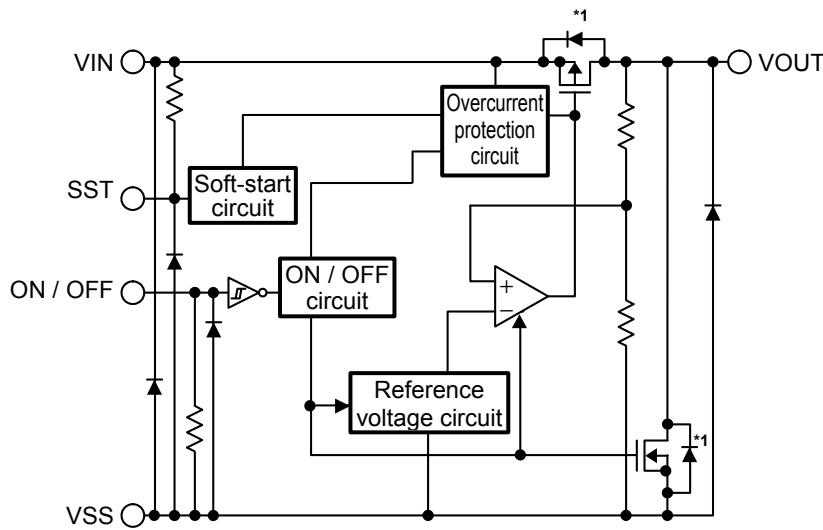 *1
VIN
VOUT
Overcurrent
protection
circuit
SST
Soft-start
circuit
ON / OFF
ON / OFF
circuit
+
−
Reference
voltage circuit
*1
VSS